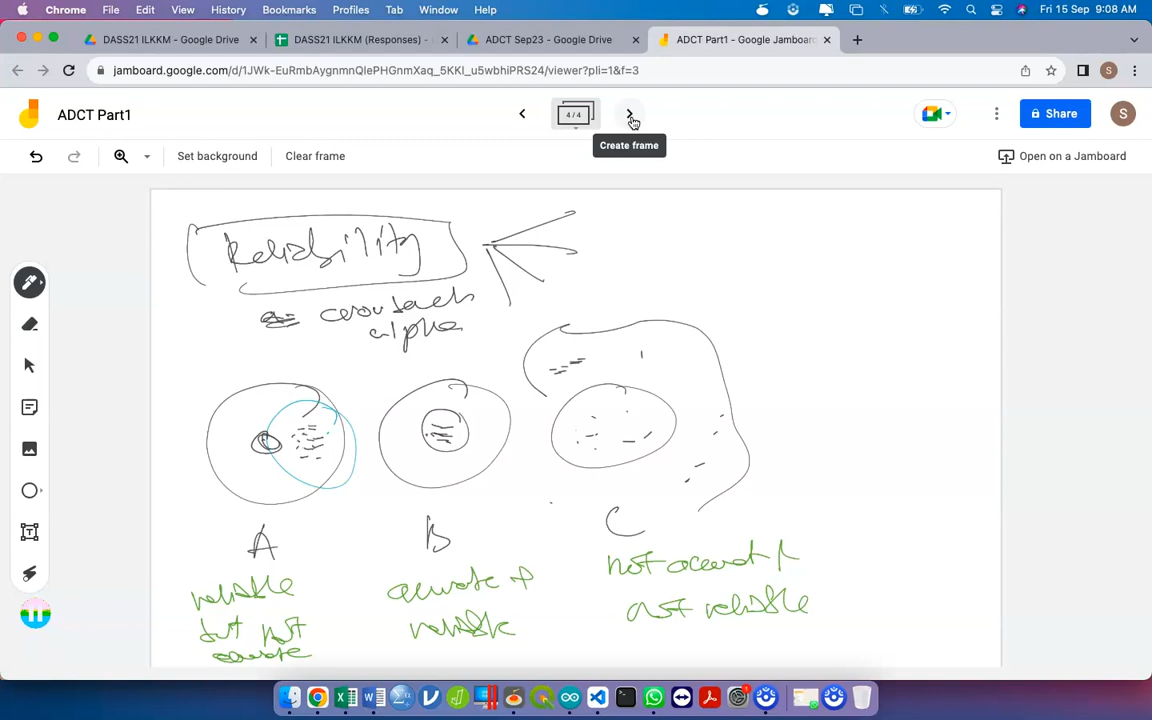 Chrome File Edit View History Bookmarks Profiles Tab Window Help Fri 15 Sep 9:08 AM
DASS21 ILKKM - Google Drive DASS21 ILKKM (Responses) - ADCT Sep23 - Google Drive ADCT Part1 - Google Jamboard
jamboard.google.com/d/1JWk-EuRmbAygnmnQIePHGnmXaq_5KKI_u5wbhiPRS24/viewer?pli=1&f=3 S
ADCT Part1 4 / 4 Share S
Create frame
Set background Clear frame Open on a Jamboard
Reliability
alpha
A B C
reliable
but not
accurate
accurate +
reliable
not accurat +
not reliable